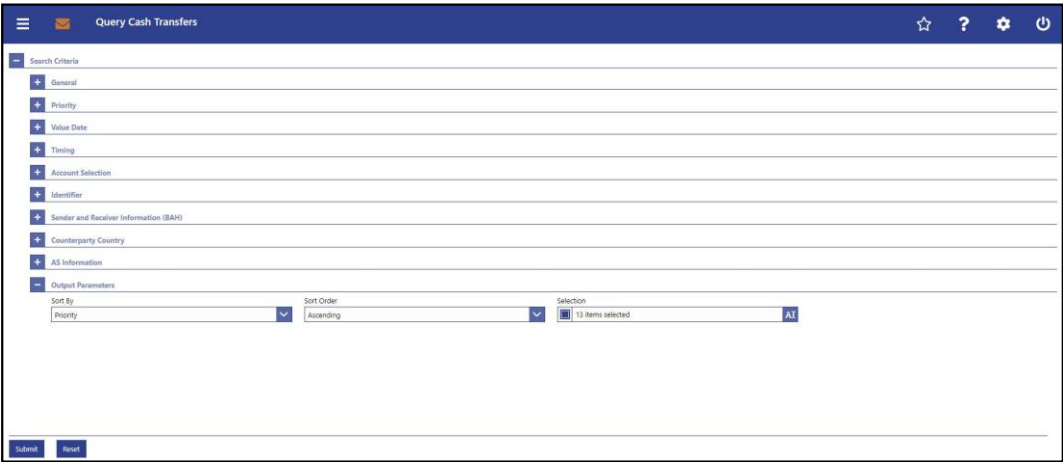 Query Cash Transfers
?
− Search Criteria
+ General
+ Priority
+ Value Date
+ Timing
+ Account Selection
+ Identifier
+ Sender and Receiver Information (BAH)
+ Counterparty Country
+ AS Information
− Output Parameters
Sort By Sort Order Selection
Priority Ascending 13 items selected AI
Submit Reset